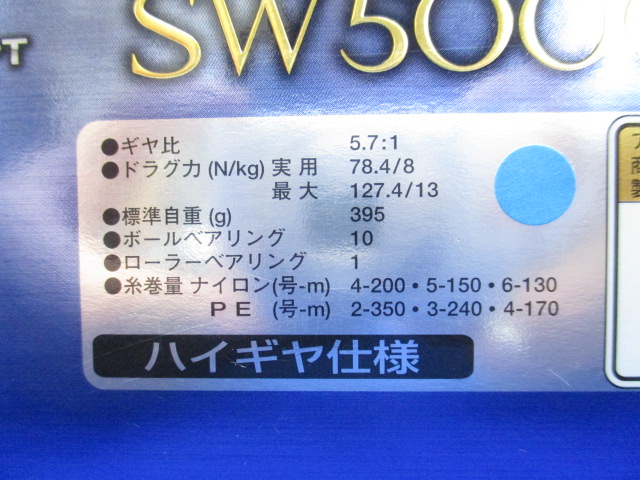 SW5000
●ギヤ比 5.7:1
●ドラグ力 (N/kg) 実用 78.4/8
最大 127.4/13
●標準自重 (g) 395
●ボールベアリング 10
●ローラーベアリング 1
●糸巻量 ナイロン(号-m) 4-200・5-150・6-130
PE (号-m) 2-350・3-240・4-170
ハイギヤ仕様